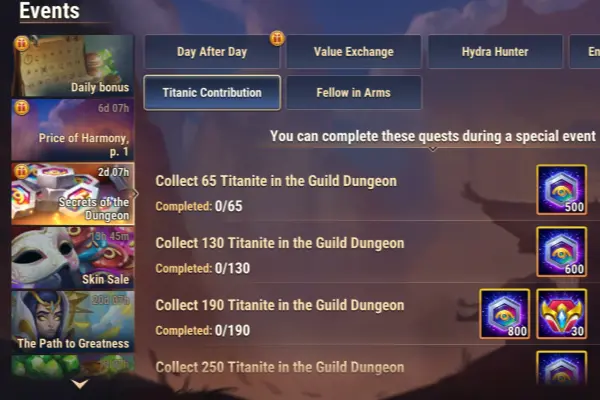 Events
Daily bonus
6d 07h
Price of Harmony,
p. 1
2d 07h
Secrets of the
Dungeon
45m
Skin Sale
20d 07h
The Path to Greatness
Day After Day
Value Exchange
Hydra Hunter
En
Titanic Contribution
Fellow in Arms
You can complete these quests during a special event
Collect 65 Titanite in the Guild Dungeon
Completed: 0/65
500
Collect 130 Titanite in the Guild Dungeon
Completed: 0/130
600
Collect 190 Titanite in the Guild Dungeon
Completed: 0/190
800
30
Collect 250 Titanite in the Guild Dungeon